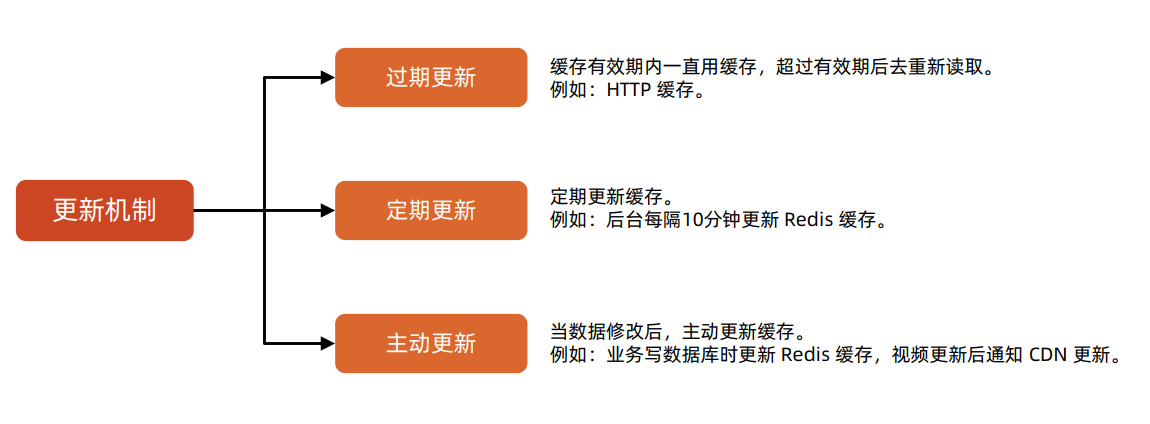 更新机制
过期更新
缓存有效期内一直用缓存，超过有效期后去重新读取。
例如：HTTP 缓存。
定期更新
定期更新缓存。
例如：后台每隔10分钟更新 Redis 缓存。
主动更新
当数据修改后，主动更新缓存。
例如：业务写数据库时更新 Redis 缓存，视频更新后通知 CDN 更新。